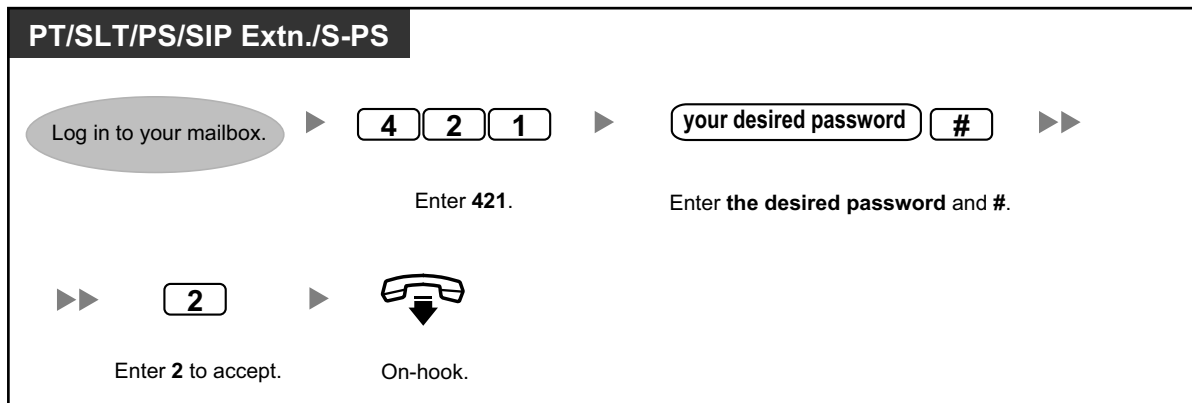 PT/SLT/PS/SIP Extn./S-PS
Log in to your mailbox.
4 2 1
your desired password #
Enter 421.
Enter the desired password and #.
2
Enter 2 to accept.
On-hook.